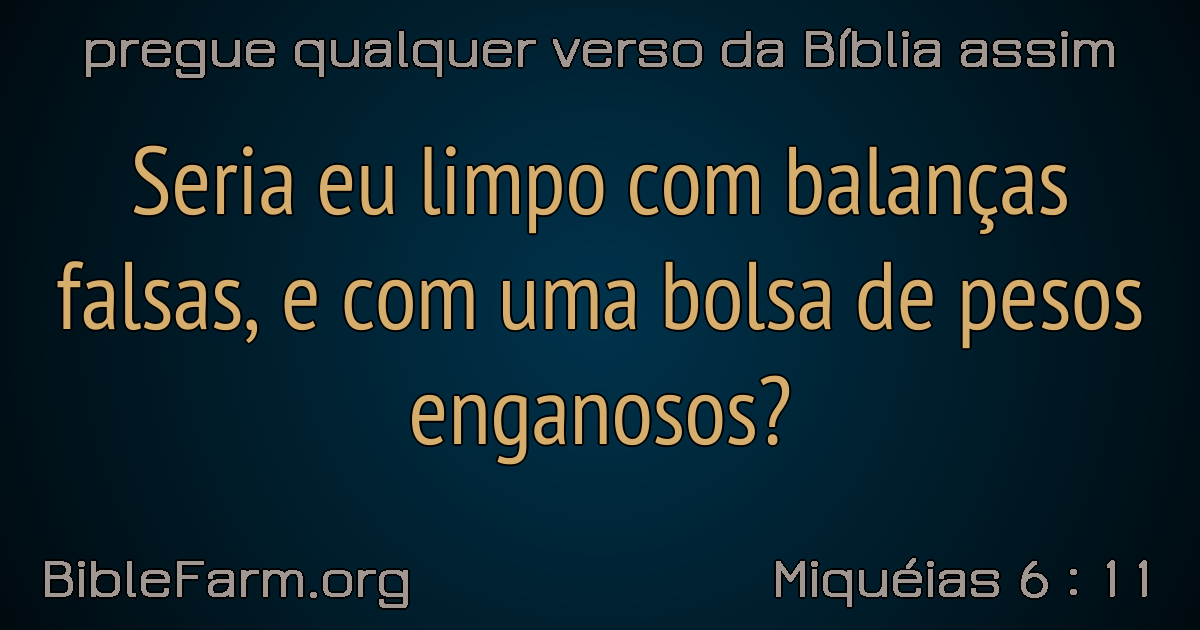 pregue qualquer verso da Bíblia assim
Seria eu limpo com balanças
falsas, e com uma bolsa de pesos
enganosos?
BibleFarm.org
Miquéias 6 : 11